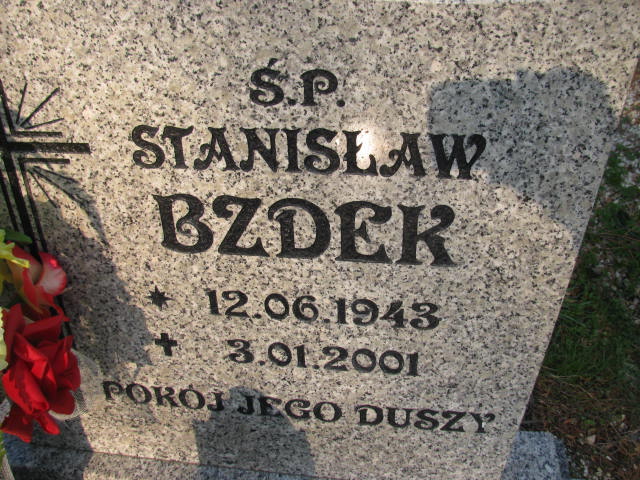 Ś.P.
STANISŁAW
BZDEK
* 12.06.1943
✝ 3.01.2001
POKÓJ JEGO DUSZY